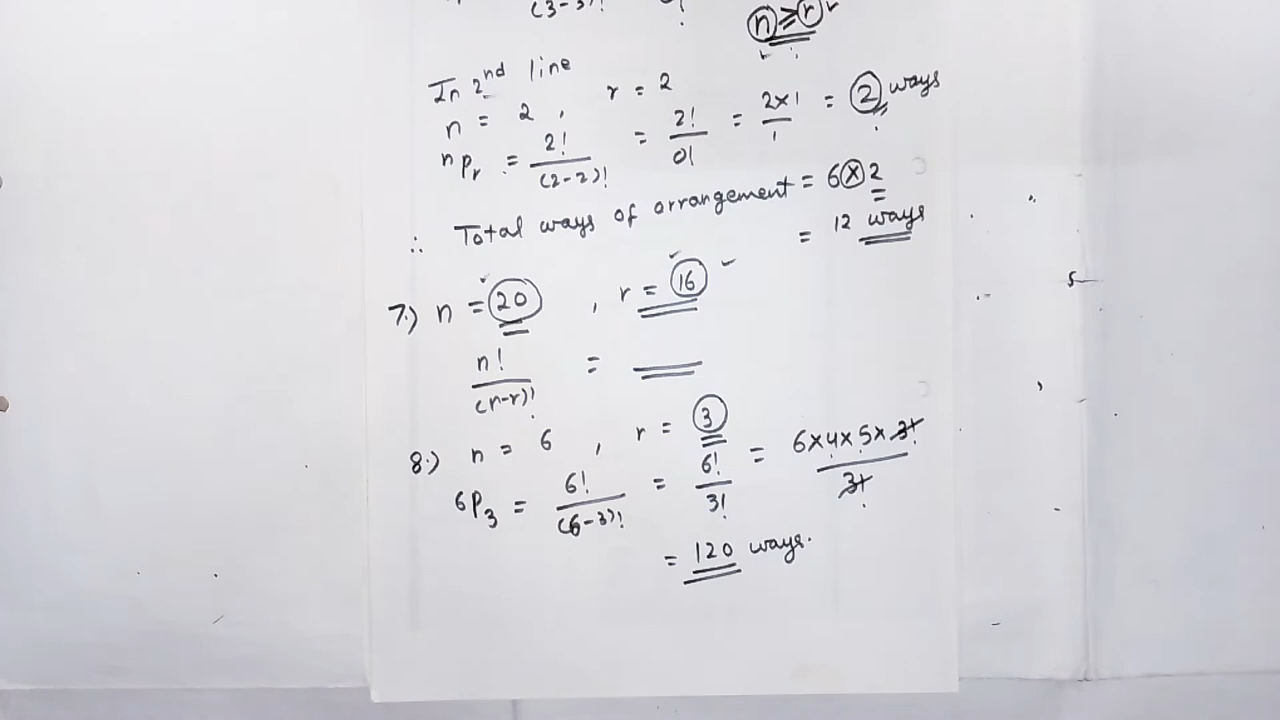 (3-3)!
n ≥ r
In 2nd line
n = 2 , r = 2
nPr = 2!/(2-2)! = 2!/0! = 2×1/1 = 2 ways
∴ Total ways of arrangement = 6 × 2
= 12 ways
7.) n = 20 , r = 16
n!/(n-r)! =
8.) n = 6 , r = 3
6P3 = 6!/(6-3)! = 6!/3! = 6×4×5×3!/3!
= 120 ways.